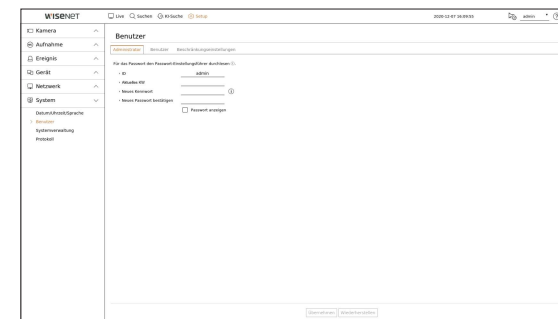 WISENET
Live Suchen KI-Suche Setup 2020-12-07 16:09:55 admin
Kamera
Aufnahme
Ereignis
Gerät
Netzwerk
System
Datum/Uhrzeit/Sprache
Benutzer
Systemverwaltung
Protokoll
Benutzer
Administrator Benutzer Beschränkungseinstellungen
Für das Passwort den Passwort-Einstellungsführer durchlesen
ID admin
Aktuelles KW
Neues Kennwort
Neues Passwort bestätigen
Passwort anzeigen
Übernehmen Wiederherstellen